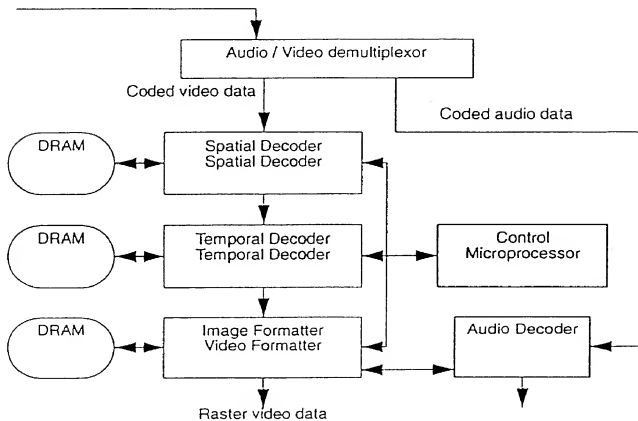 Audio / Video demultiplexor
Coded video data
Coded audio data
DRAM
Spatial Decoder
Spatial Decoder
DRAM
Temporal Decoder
Temporal Decoder
Control
Microprocessor
DRAM
Image Formatter
Video Formatter
Audio Decoder
Raster video data